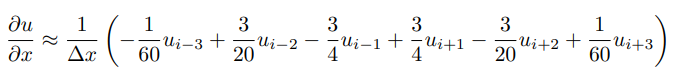 ∂u/∂x ≈ 1/Δx ( −1/60 u_{i−3} + 3/20 u_{i−2} − 3/4 u_{i−1} + 3/4 u_{i+1} − 3/20 u_{i+2} + 1/60 u_{i+3} )